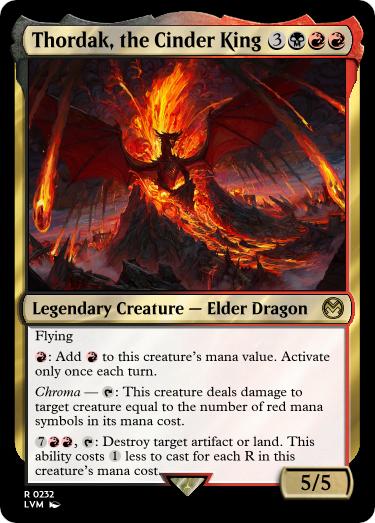 Thordak, the Cinder King 3
Legendary Creature — Elder Dragon
Flying
R: Add R to this creature's mana value. Activate
only once each turn.
Chroma — T: This creature deals damage to
target creature equal to the number of red mana
symbols in its mana cost.
7RR, T: Destroy target artifact or land. This
ability costs 1 less to cast for each R in this
creature's mana cost.
5/5
R 0232
LVM